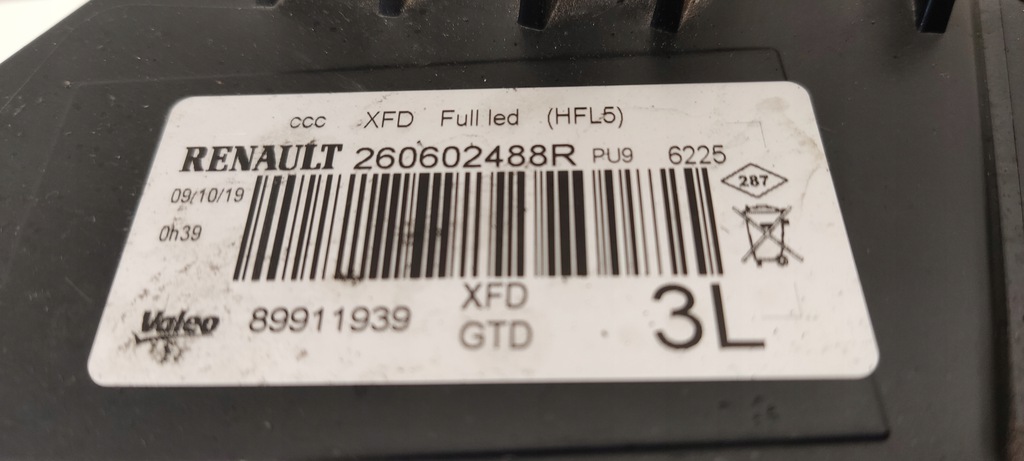 ccc XFD Full led (HFL5)
RENAULT 260602488R PU9 6225
09/10/19
287
0h39
XFD
Valeo 89911939
GTD
3L